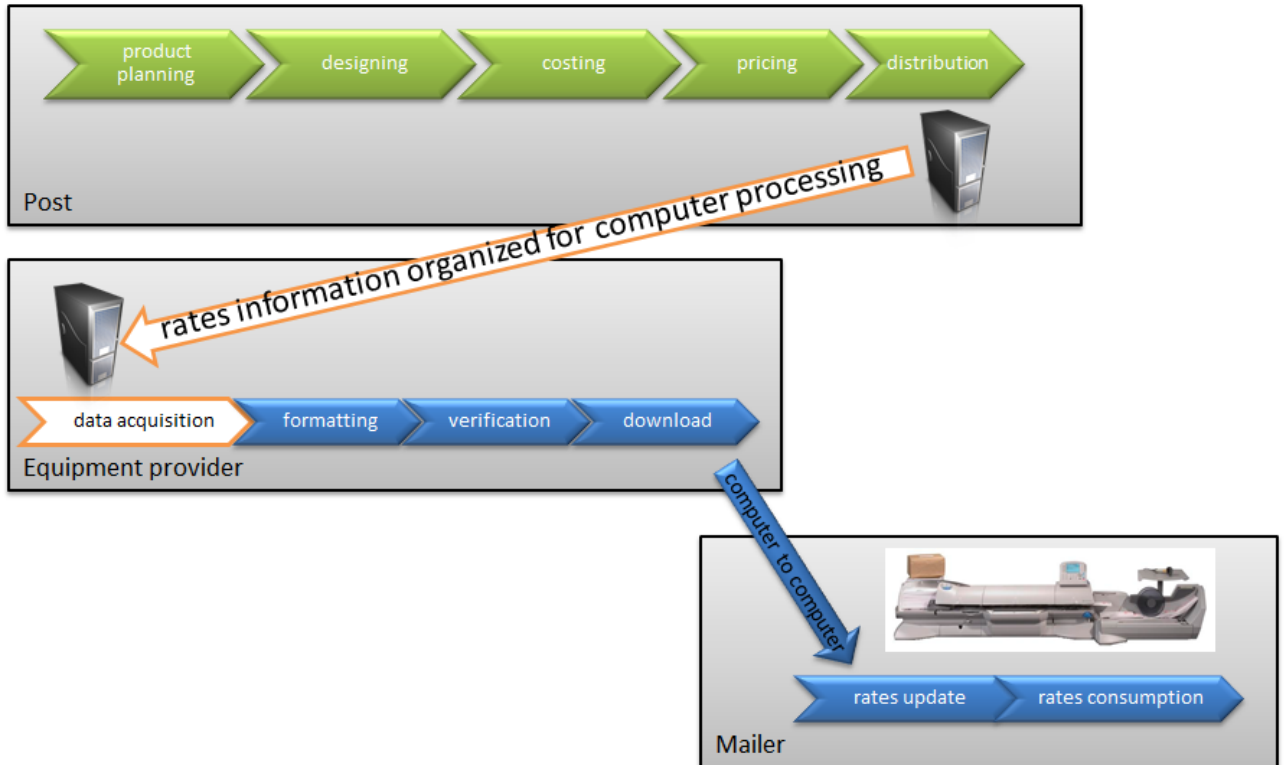 product
planning
designing
costing
pricing
distribution
Post
rates information organized for computer processing
data acquisition
formatting
verification
download
Equipment provider
computer to computer
rates update
rates consumption
Mailer